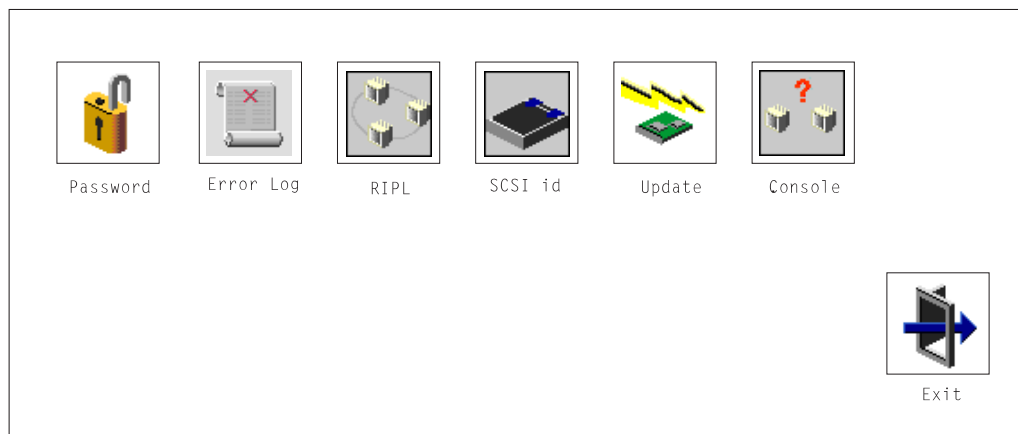 Password
Error Log
RIPL
SCSI id
Update
Console
?
Exit